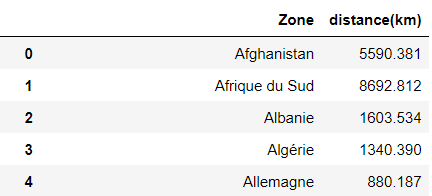 Zone distance(km)
0 Afghanistan 5590.381
1 Afrique du Sud 8692.812
2 Albanie 1603.534
3 Algérie 1340.390
4 Allemagne 880.187